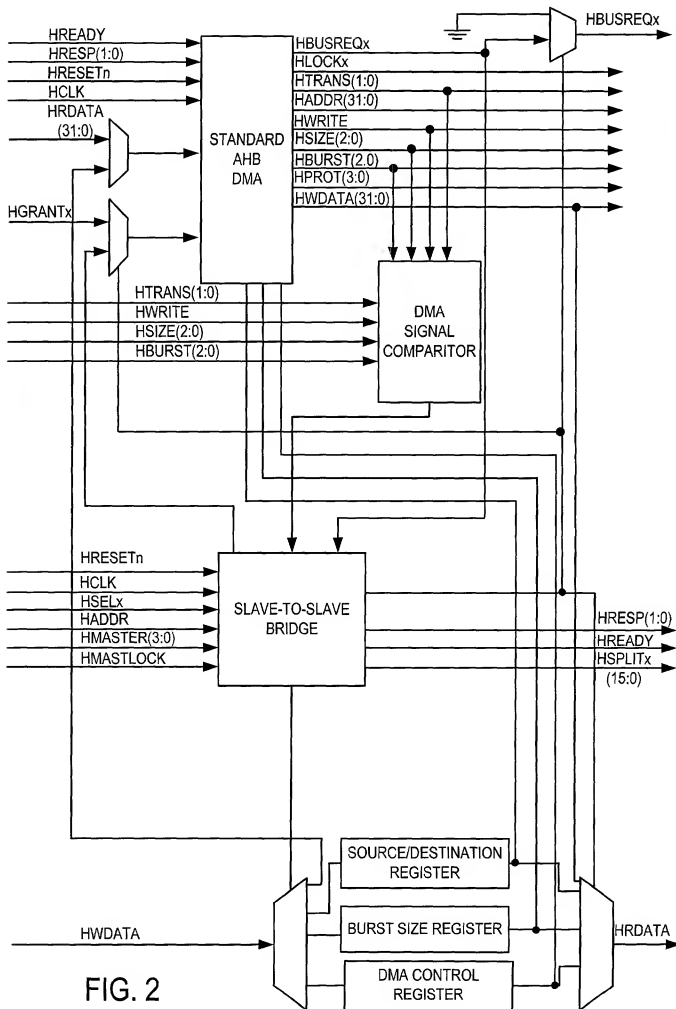 HREADY
HRESP(1:0)
HRESETn
HCLK
HRDATA
(31:0)
HGRANTx
STANDARD
AHB
DMA
HBUSREQx
HLOCKx
HTRANS(1:0)
HADDR(31:0)
HWRITE
HSIZE(2:0)
HBURST(2.0)
HPROT(3:0)
HWDATA(31:0)
HBUSREQx
HTRANS(1:0)
HWRITE
HSIZE(2:0)
HBURST(2:0)
DMA
SIGNAL
COMPARITOR
HRESETn
HCLK
HSELx
HADDR
HMASTER(3:0)
HMASTLOCK
SLAVE-TO-SLAVE
BRIDGE
HRESP(1:0)
HREADY
HSPLITx
(15:0)
SOURCE/DESTINATION
REGISTER
HWDATA
BURST SIZE REGISTER
HRDATA
DMA CONTROL
REGISTER
FIG. 2